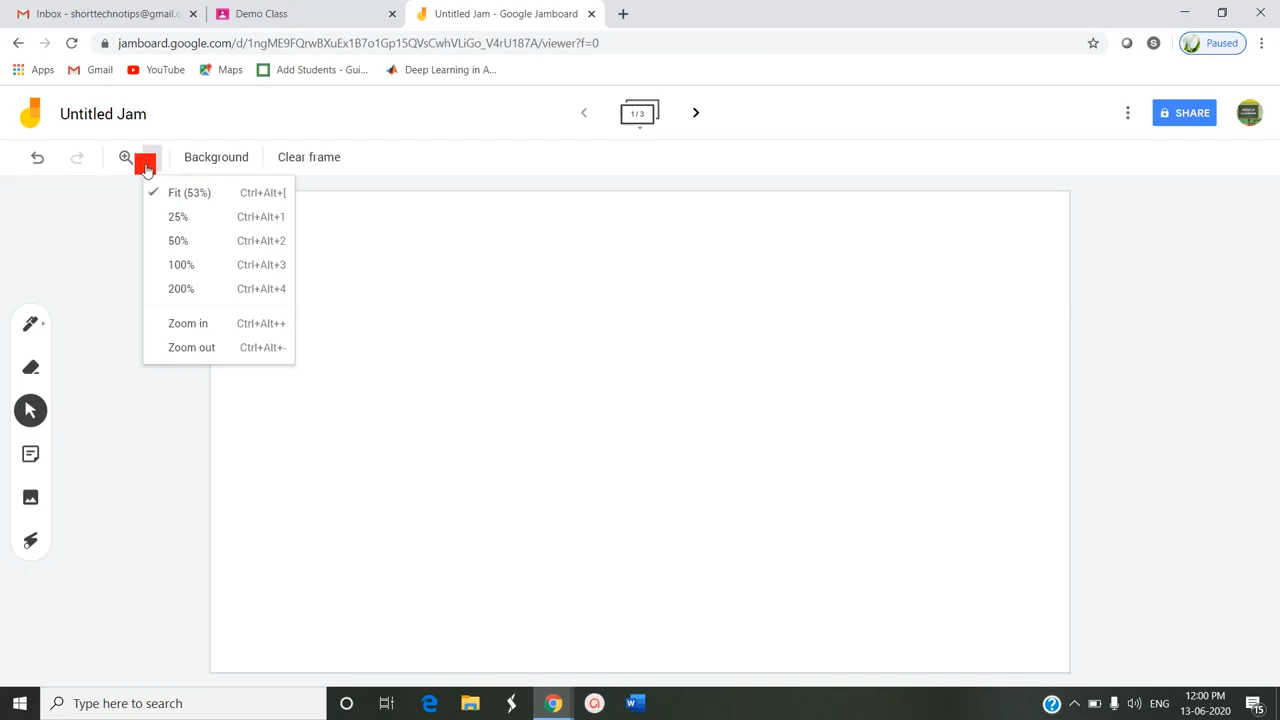 Inbox - shorttechnotips@gmail.c
Demo Class
Untitled Jam - Google Jamboard
jamboard.google.com/d/1ngME9FQrwBXuEx1B7o1Gp15QVsCwhVLiGo_V4rU187A/viewer?f=0
S
Paused
Apps
Gmail
YouTube
Maps
Add Students - Gui...
Deep Learning in A...
Untitled Jam
1/3
SHARE
Background
Clear frame
Fit (53%) Ctrl+Alt+[
25% Ctrl+Alt+1
50% Ctrl+Alt+2
100% Ctrl+Alt+3
200% Ctrl+Alt+4
Zoom in Ctrl+Alt++
Zoom out Ctrl+Alt+-
Type here to search
ENG
12:00 PM
13-06-2020
15